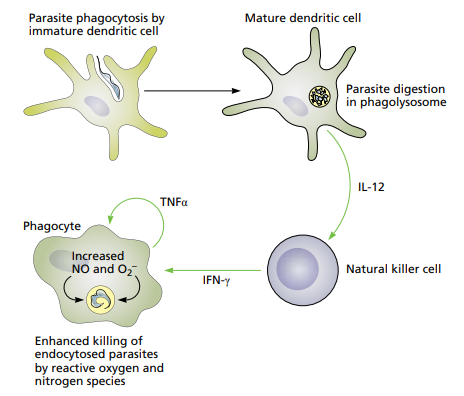 Parasite phagocytosis by
immature dendritic cell
Mature dendritic cell
Parasite digestion
in phagolysosome
IL-12
TNFα
Phagocyte
Increased
NO and O₂⁻
Natural killer cell
IFN-γ
Enhanced killing of
endocytosed parasites
by reactive oxygen and
nitrogen species